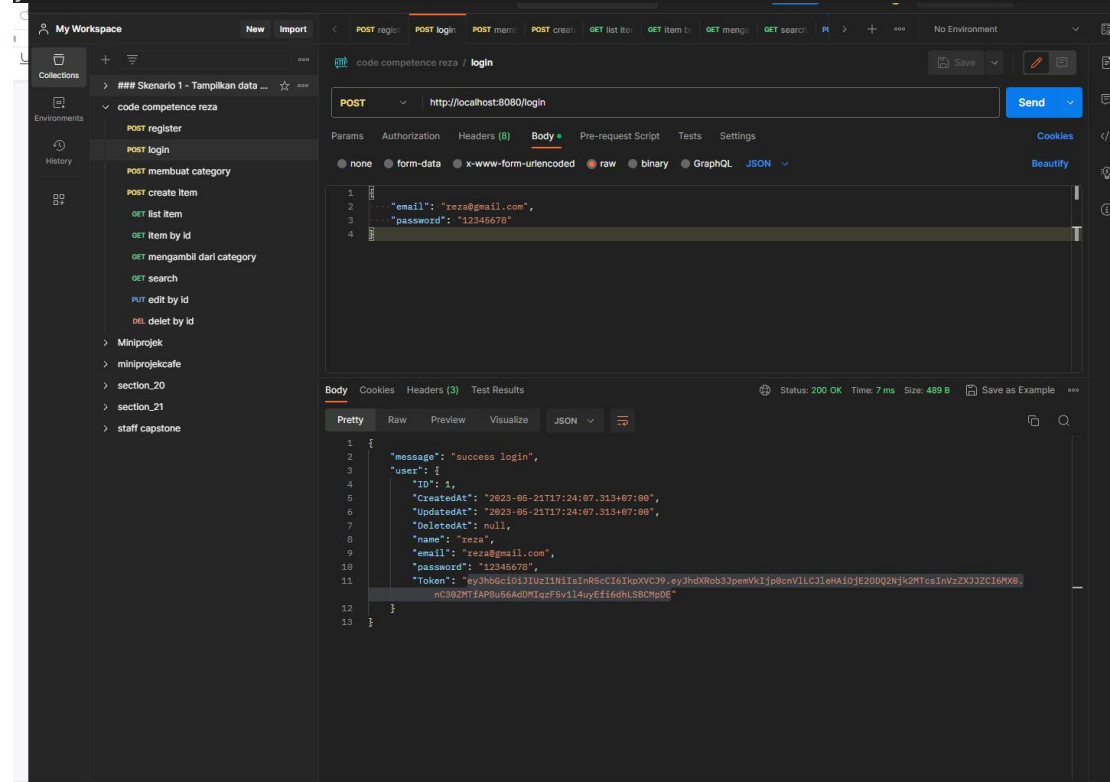 My Workspace
New
Import
POST regis
POST login
POST mem
POST creat
GET list ite
GET item b
GET menga
GET search
No Environment
Collections
Environments
History
### Skenario 1 - Tampilkan data ...
code competence reza
POST register
POST login
POST membuat category
POST create item
GET list item
GET item by id
GET mengambil dari category
GET search
PUT edit by id
DEL delet by id
Miniprojek
miniprojekcafe
section_20
section_21
staff capstone
code competence reza / login
Save
POST
http://localhost:8080/login
Send
Params
Authorization
Headers (8)
Body
Pre-request Script
Tests
Settings
Cookies
none
form-data
x-www-form-urlencoded
raw
binary
GraphQL
JSON
Beautify
1 {
2 "email": "reza@gmail.com",
3 "password": "12345678"
4 }
Body
Cookies
Headers (3)
Test Results
Status: 200 OK
Time: 7 ms
Size: 489 B
Save as Example
Pretty
Raw
Preview
Visualize
JSON
1 {
2 "message": "success login",
3 "user": {
4 "ID": 1,
5 "CreatedAt": "2023-05-21T17:24:07.313+07:00",
6 "UpdatedAt": "2023-05-21T17:24:07.313+07:00",
7 "DeletedAt": null,
8 "name": "reza",
9 "email": "reza@gmail.com",
10 "password": "12345678",
11 "Token":
12 }
13 }